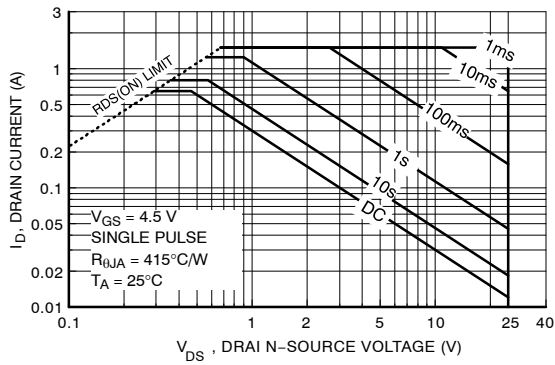 3
1
0.5
0.2
0.1
0.05
0.02
0.01
I_D, DRAIN CURRENT (A)
RDS(ON) LIMIT
1ms
10ms
100ms
1s
10s
DC
V_GS = 4.5 V
SINGLE PULSE
R_θJA = 415°C/W
T_A = 25°C
0.1
1
2
5
10
25
40
V_DS , DRAI N−SOURCE VOLTAGE (V)